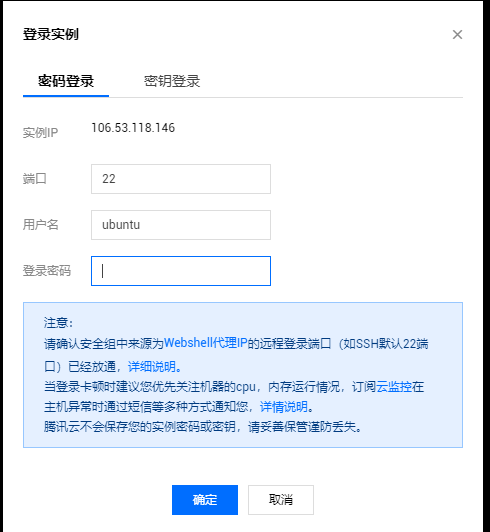 登录实例
密码登录 密钥登录
实例IP 106.53.118.146
端口 22
用户名 ubuntu
登录密码
注意：
请确认安全组中来源为Webshell代理IP的远程登录端口（如SSH默认22端
口）已经放通，详细说明。
当登录卡顿时建议您优先关注机器的cpu，内存运行情况，订阅云监控在
主机异常时通过短信等多种方式通知您，详情说明。
腾讯云不会保存您的实例密码或密钥，请妥善保管谨防丢失。
确定 取消